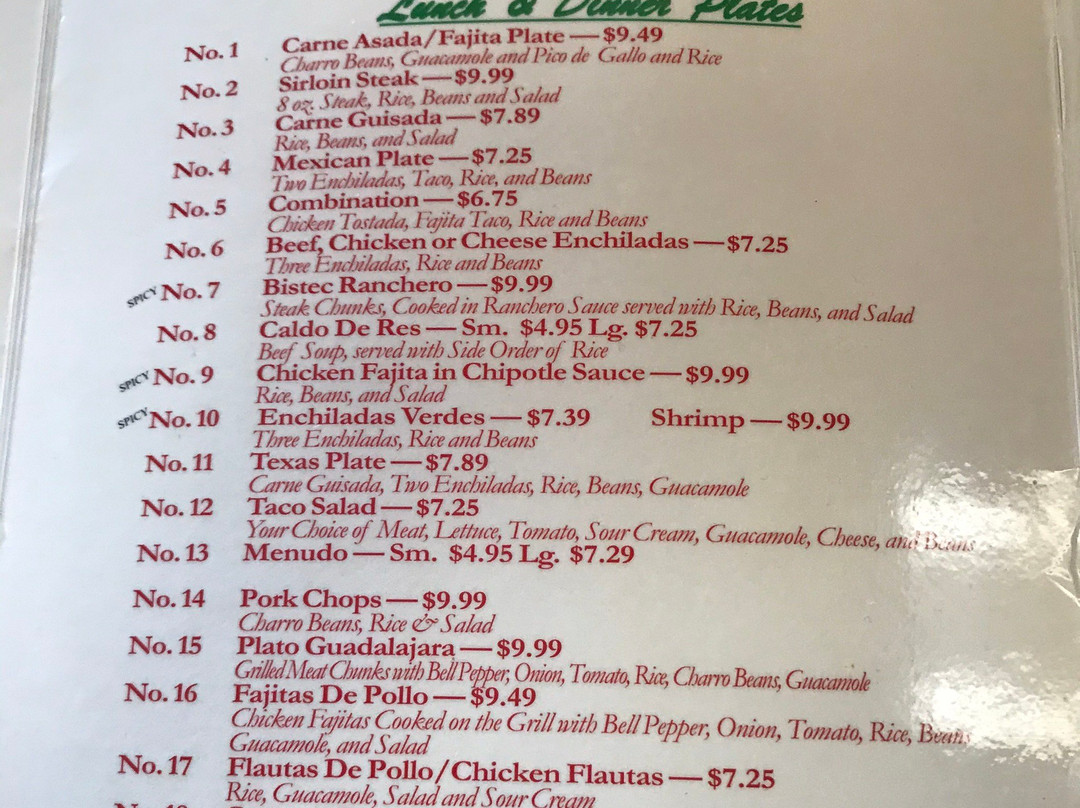 Lunch & Dinner Plates
No. 1 Carne Asada/Fajita Plate — $9.49
Charro Beans, Guacamole and Pico de Gallo and Rice
No. 2 Sirloin Steak — $9.99
8 oz. Steak, Rice, Beans and Salad
No. 3 Carne Guisada — $7.89
Rice, Beans, and Salad
No. 4 Mexican Plate — $7.25
Two Enchiladas, Taco, Rice, and Beans
No. 5 Combination — $6.75
Chicken Tostada, Fajita Taco, Rice and Beans
No. 6 Beef, Chicken or Cheese Enchiladas — $7.25
Three Enchiladas, Rice and Beans
SPICY No. 7 Bistec Ranchero — $9.99
Steak Chunks, Cooked in Ranchero Sauce served with Rice, Beans, and Salad
No. 8 Caldo De Res — Sm. $4.95 Lg. $7.25
Beef Soup, served with Side Order of Rice
SPICY No. 9 Chicken Fajita in Chipotle Sauce — $9.99
Rice, Beans, and Salad
SPICY No. 10 Enchiladas Verdes — $7.39 Shrimp — $9.99
Three Enchiladas, Rice and Beans
No. 11 Texas Plate — $7.89
Carne Guisada, Two Enchiladas, Rice, Beans, Guacamole
No. 12 Taco Salad — $7.25
Your Choice of Meat, Lettuce, Tomato, Sour Cream, Guacamole, Cheese, and Beans
No. 13 Menudo — Sm. $4.95 Lg. $7.29
No. 14 Pork Chops — $9.99
Charro Beans, Rice & Salad
No. 15 Plato Guadalajara — $9.99
Grilled Meat Chunks with Bell Pepper, Onion, Tomato, Rice, Charro Beans, Guacamole
No. 16 Fajitas De Pollo — $9.49
Chicken Fajitas Cooked on the Grill with Bell Pepper, Onion, Tomato, Rice, Beans,
Guacamole, and Salad
No. 17 Flautas De Pollo/Chicken Flautas — $7.25
Rice, Guacamole, Salad and Sour Cream